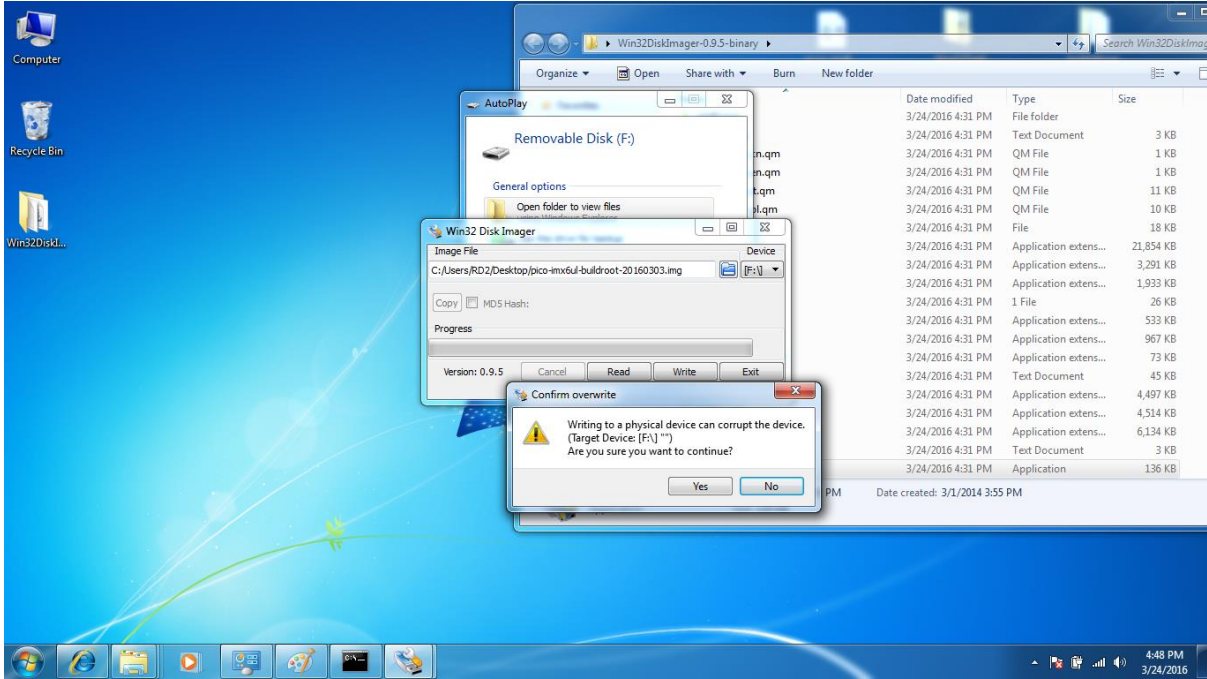 Computer
Recycle Bin
Win32DiskI...
Win32DiskImager-0.9.5-binary
Search Win32DiskImag
Organize
Open
Share with
Burn
New folder
Date modified Type Size
3/24/2016 4:31 PM File folder
3/24/2016 4:31 PM Text Document 3 KB
cn.qm 3/24/2016 4:31 PM QM File 1 KB
en.qm 3/24/2016 4:31 PM QM File 1 KB
t.qm 3/24/2016 4:31 PM QM File 11 KB
pl.qm 3/24/2016 4:31 PM QM File 10 KB
3/24/2016 4:31 PM File 18 KB
3/24/2016 4:31 PM Application extens... 21,854 KB
3/24/2016 4:31 PM Application extens... 3,291 KB
3/24/2016 4:31 PM Application extens... 1,933 KB
3/24/2016 4:31 PM 1 File 26 KB
3/24/2016 4:31 PM Application extens... 533 KB
3/24/2016 4:31 PM Application extens... 967 KB
3/24/2016 4:31 PM Application extens... 73 KB
3/24/2016 4:31 PM Text Document 45 KB
3/24/2016 4:31 PM Application extens... 4,497 KB
3/24/2016 4:31 PM Application extens... 4,514 KB
3/24/2016 4:31 PM Application extens... 6,134 KB
3/24/2016 4:31 PM Text Document 3 KB
3/24/2016 4:31 PM Application 136 KB
PM Date created: 3/1/2014 3:55 PM
AutoPlay
Removable Disk (F:)
General options
Open folder to view files
using Windows Explorer
Win32 Disk Imager
Image File Device
C:/Users/RD2/Desktop/pico-imx6ul-buildroot-20160303.img [F:\]
Copy MD5 Hash:
Progress
Version: 0.9.5 Cancel Read Write Exit
Confirm overwrite
Writing to a physical device can corrupt the device.
(Target Device: [F:\] "")
Are you sure you want to continue?
Yes No
4:48 PM
3/24/2016